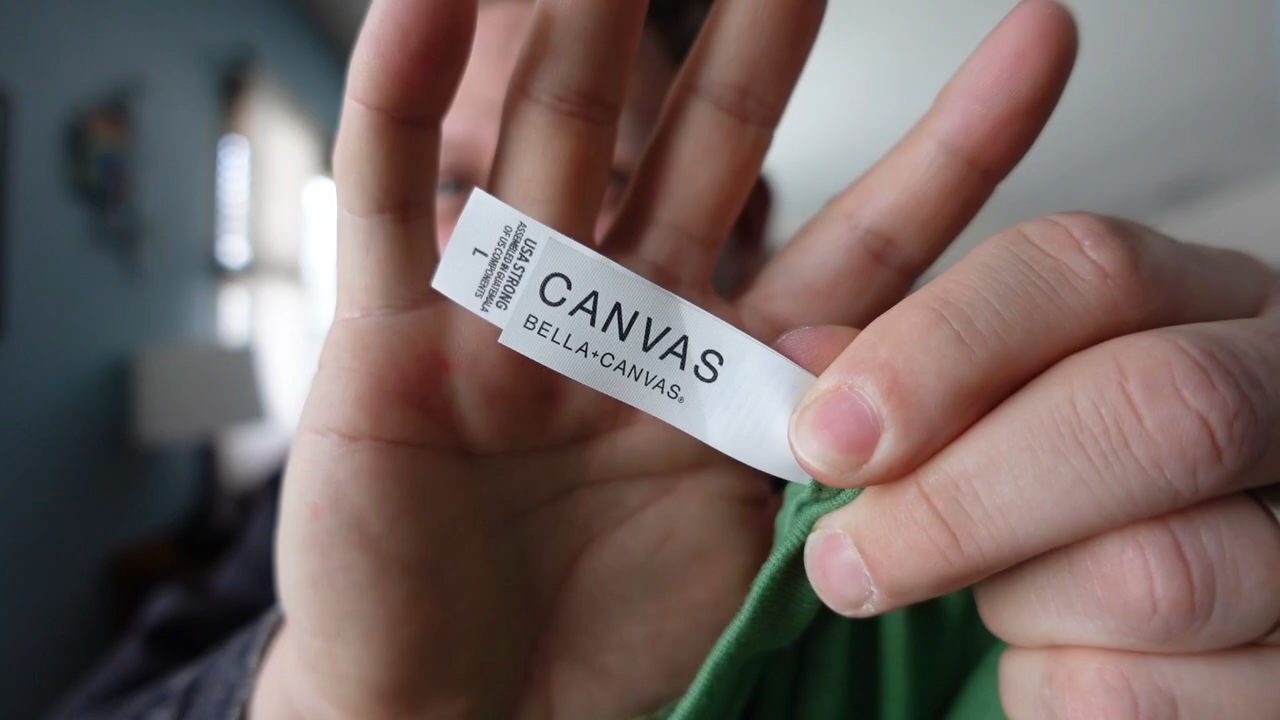 CANVAS
BELLA+CANVAS®
USA STRONG
ASSEMBLED IN GUATEMALA
OF US COMPONENTS
L